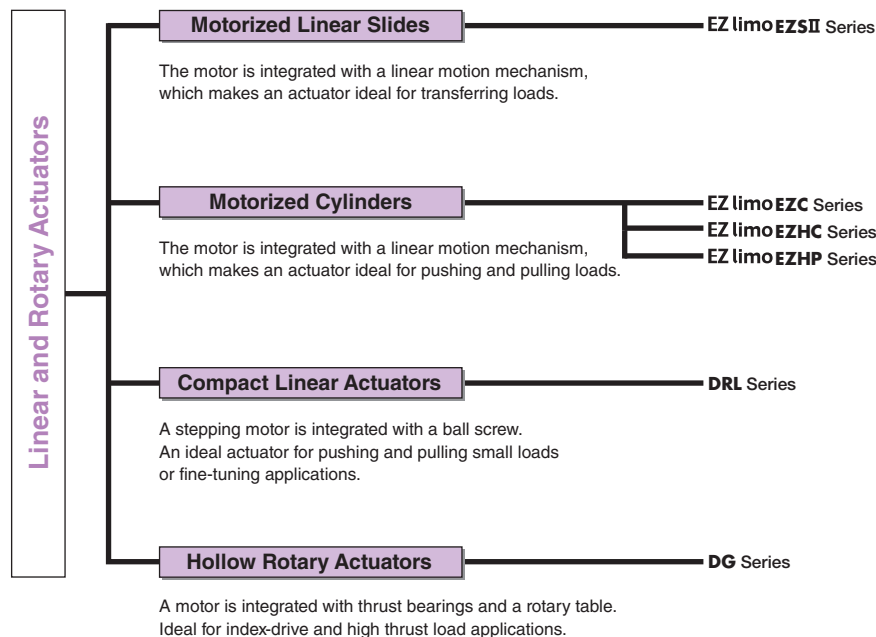 Linear and Rotary Actuators
Motorized Linear Slides
EZ limo EZSII Series
The motor is integrated with a linear motion mechanism,
which makes an actuator ideal for transferring loads.
Motorized Cylinders
EZ limo EZC Series
EZ limo EZHC Series
EZ limo EZHP Series
The motor is integrated with a linear motion mechanism,
which makes an actuator ideal for pushing and pulling loads.
Compact Linear Actuators
DRL Series
A stepping motor is integrated with a ball screw.
An ideal actuator for pushing and pulling small loads
or fine-tuning applications.
Hollow Rotary Actuators
DG Series
A motor is integrated with thrust bearings and a rotary table.
Ideal for index-drive and high thrust load applications.